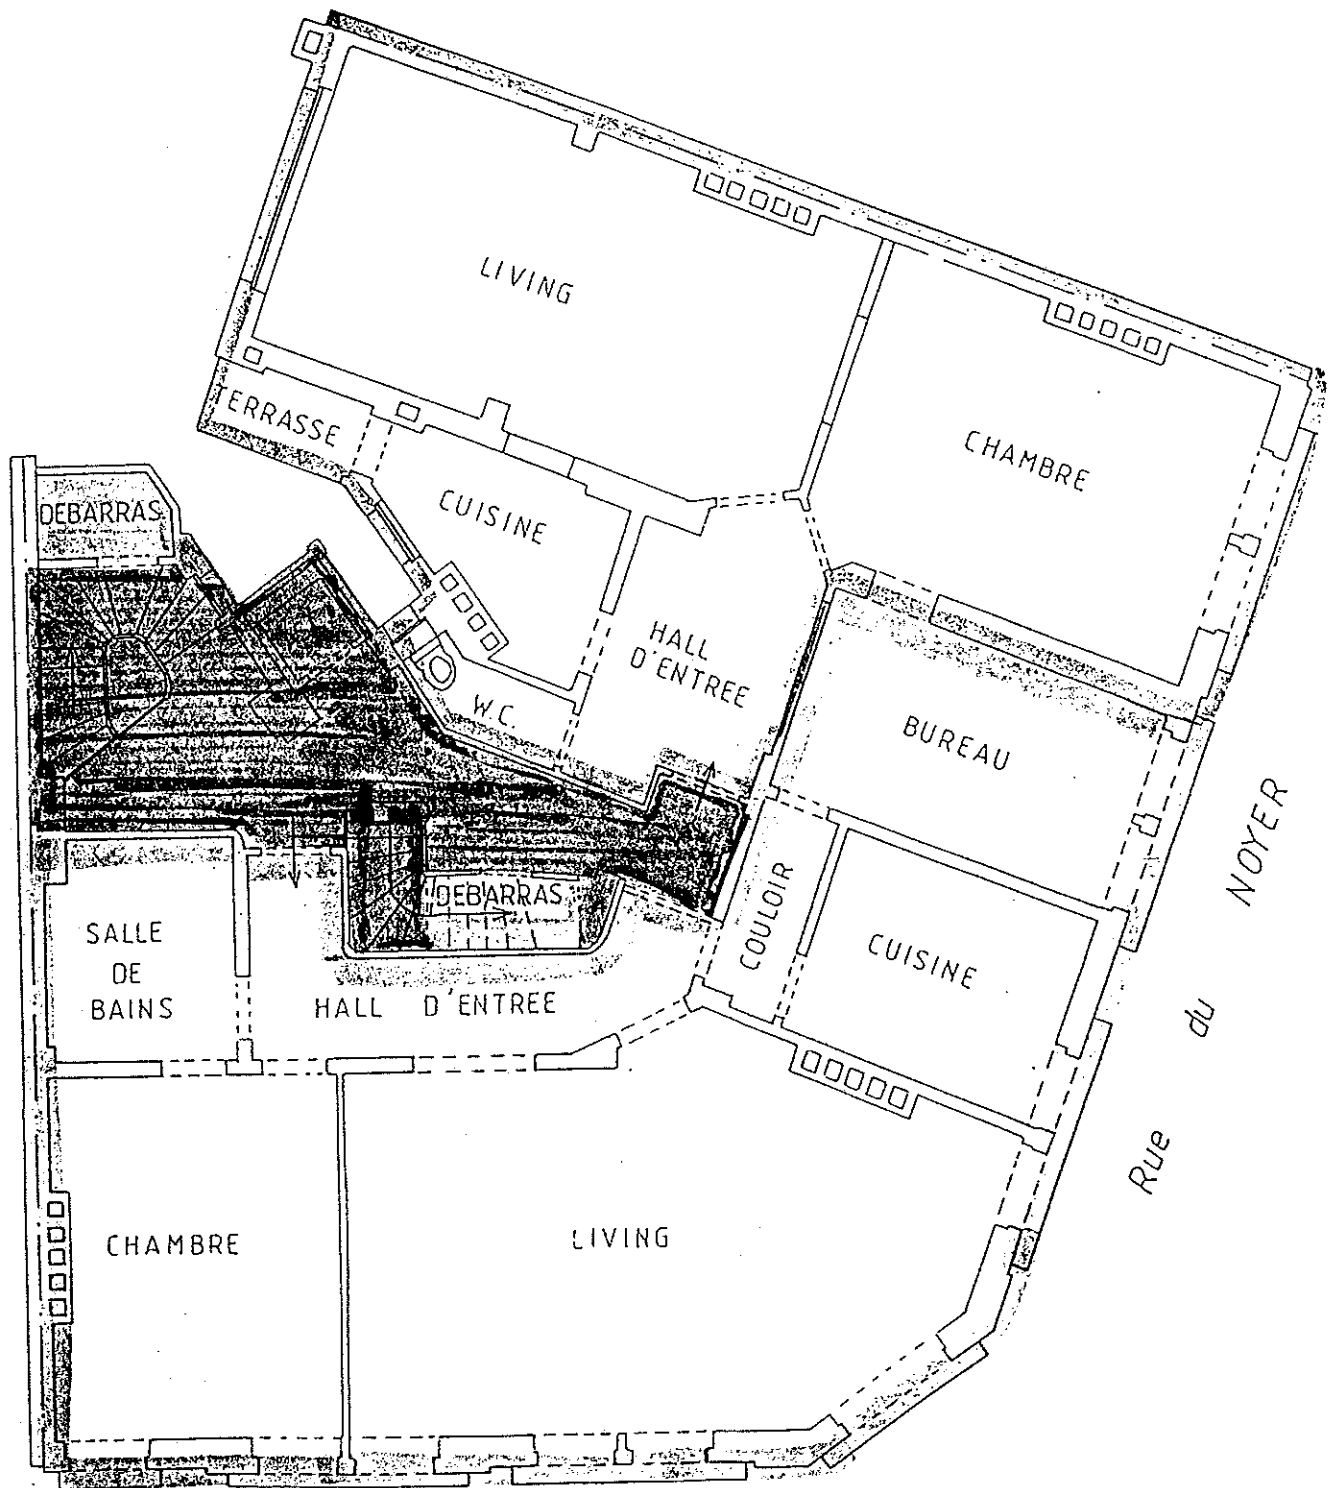 LIVING
CHAMBRE
TERRASSE
CUISINE
DEBARRAS
HALL
D'ENTREE
W.C.
BUREAU
DEBARRAS
COULOIR
CUISINE
SALLE
DE
BAINS
HALL D'ENTREE
CHAMBRE
LIVING
Rue du NOYER